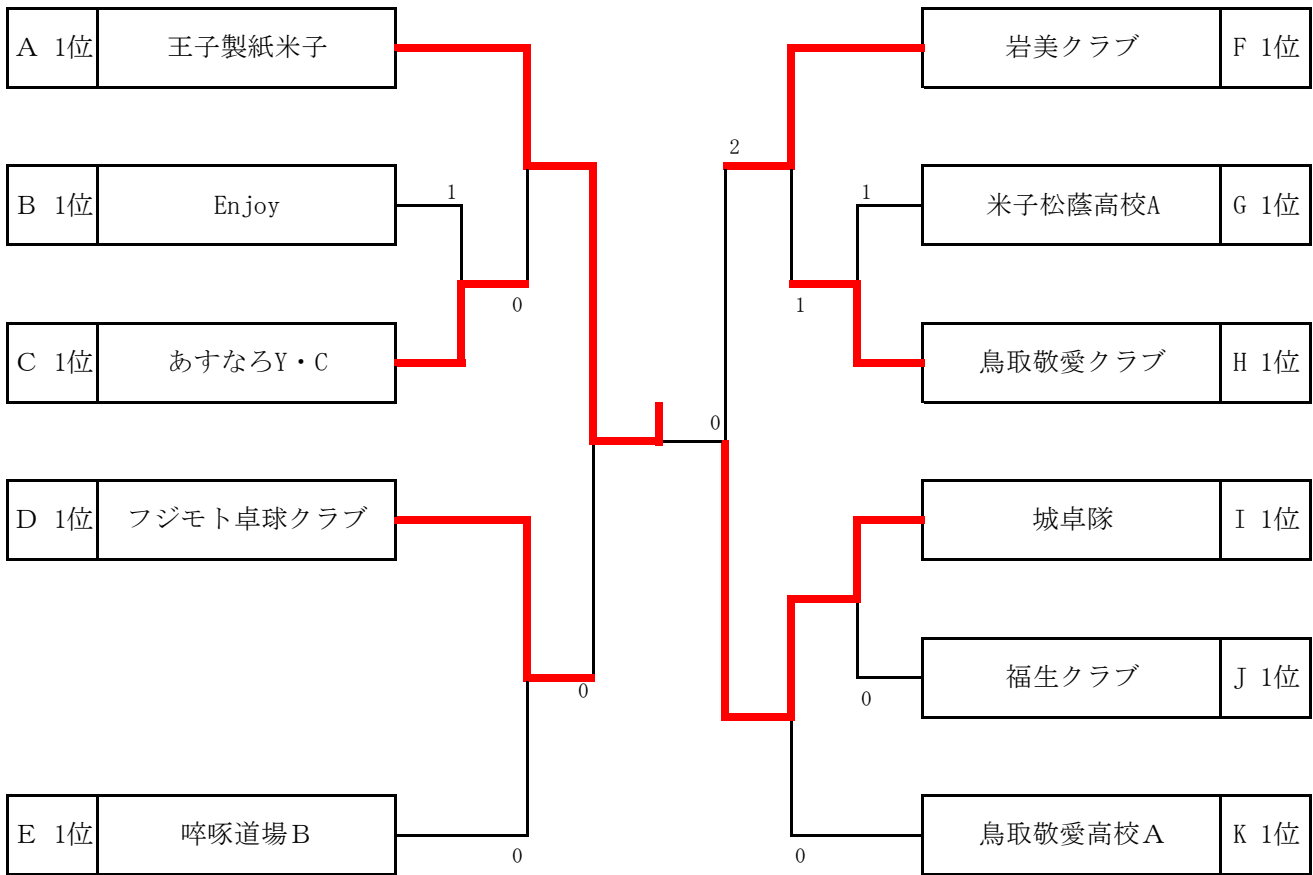 A 1位 王子製紙米子
岩美クラブ F 1位
2
B 1位 Enjoy 1
1 米子松蔭高校A G 1位
0
1
C 1位 あすなろY・C
鳥取敬愛クラブ H 1位
0
D 1位 フジモト卓球クラブ
城卓隊 I 1位
0
福生クラブ J 1位
0
E 1位 啐啄道場B
鳥取敬愛高校A K 1位
0
0